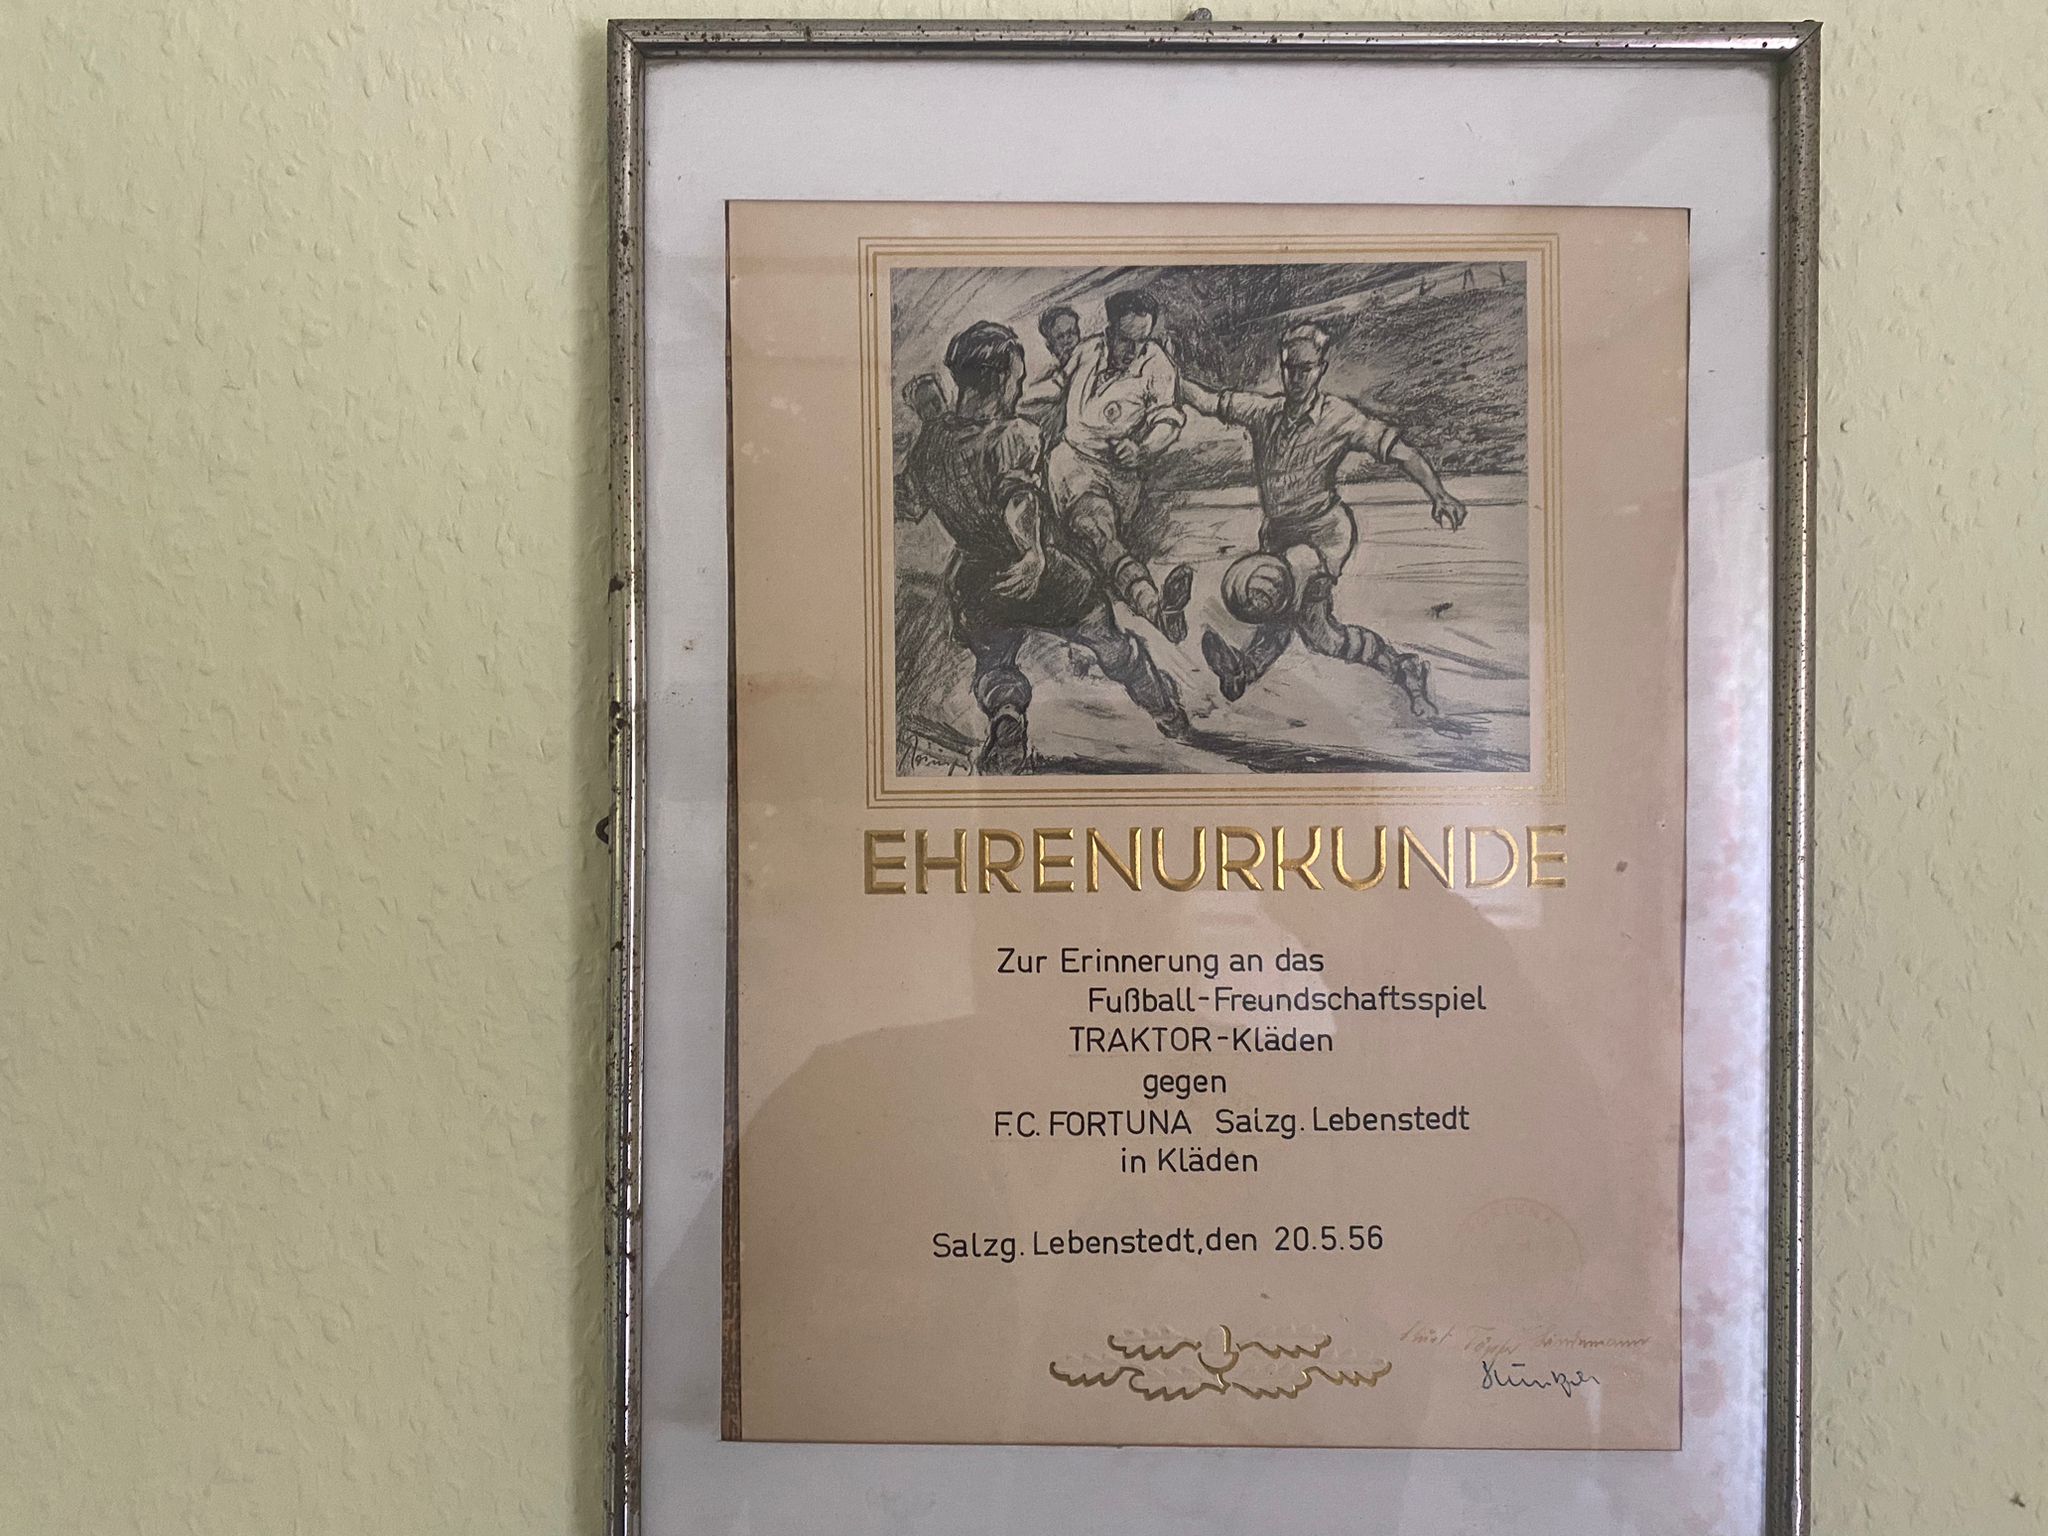 EHRENURKUNDE
Zur Erinnerung an das
Fußball-Freundschaftsspiel
TRAKTOR-Kläden
gegen
F.C. FORTUNA Salzg. Lebenstedt
in Kläden
Salzg. Lebenstedt, den 20.5.56